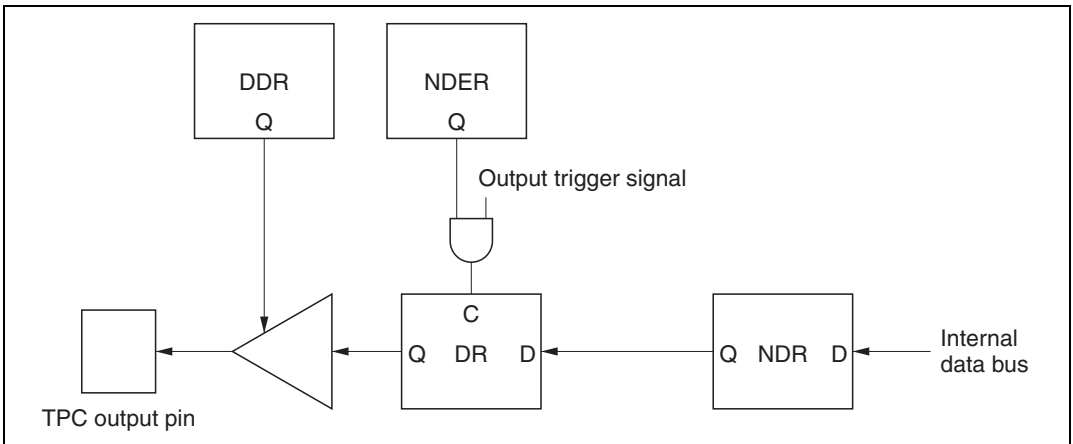 DDR
Q
NDER
Q
Output trigger signal
C
Q DR D
Q NDR D
Internal
data bus
TPC output pin